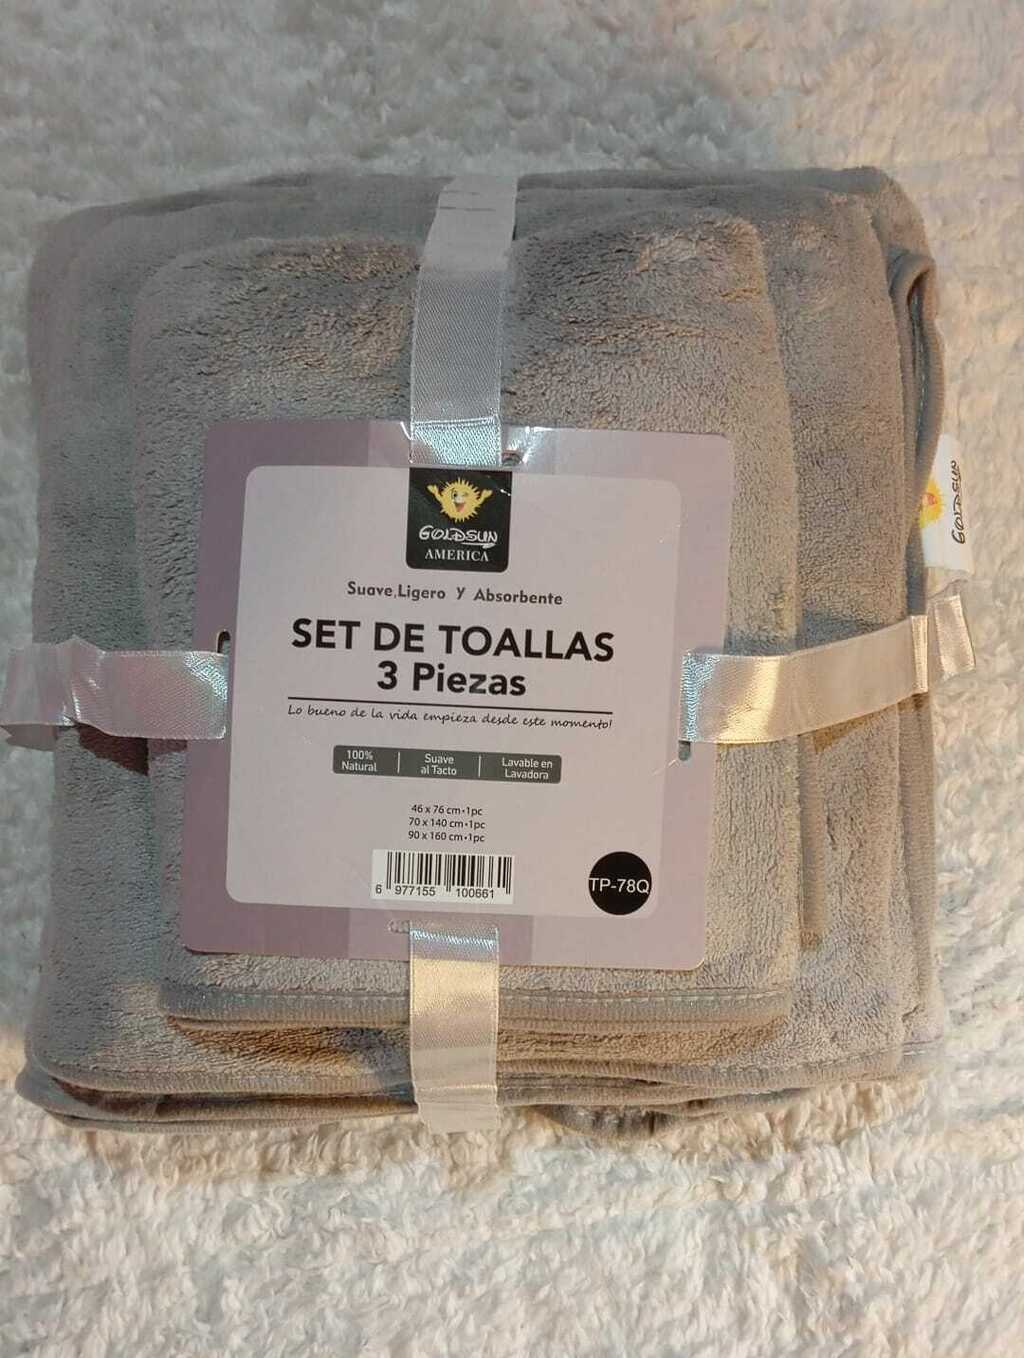 GOLDSUN
AMERICA
Suave,Ligero y Absorbente
SET DE TOALLAS
3 Piezas
Lo bueno de la vida empieza desde este momento!
100% Natural
Suave al Tacto
Lavable en Lavadora
46 x 76 cm•1pc
70 x 140 cm•1pc
90 x 160 cm•1pc
6 977155 100661
TP-78Q
GOLDSUN